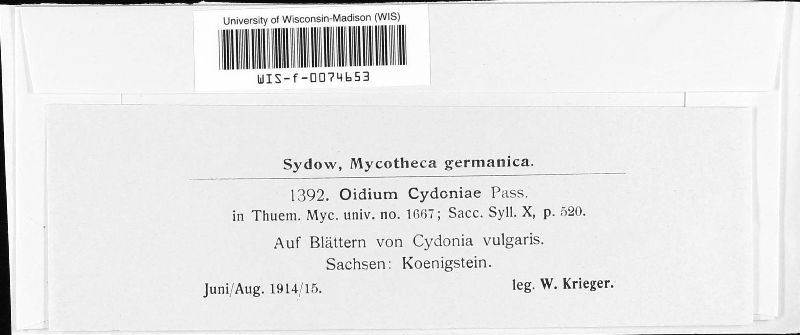 University of Wisconsin-Madison (WIS)
WIS-f-0074653
Sydow, Mycotheca germanica.
1392. Oidium Cydoniae Pass.
in Thuem. Myc. univ. no. 1667; Sacc. Syll. X, p. 520.
Auf Blättern von Cydonia vulgaris.
Sachsen: Koenigstein.
Juni/Aug. 1914/15. leg. W. Krieger.